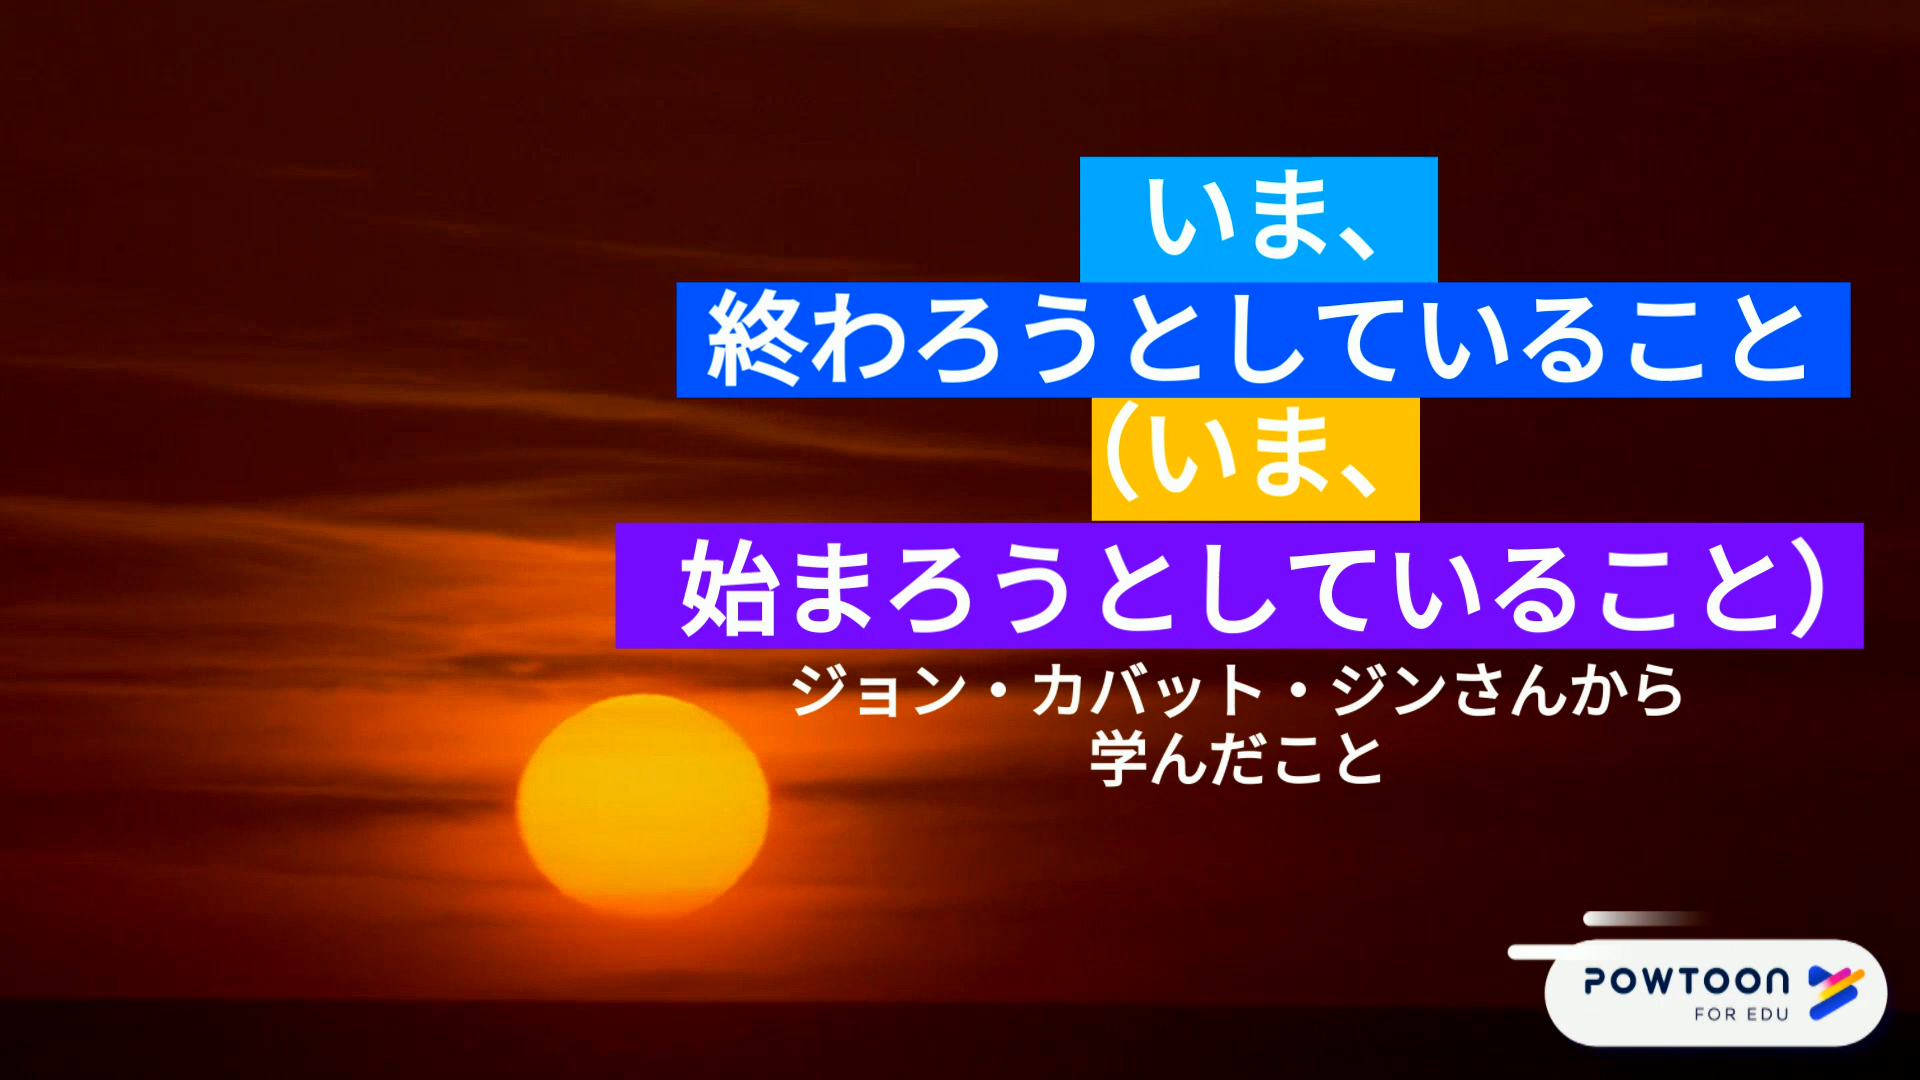 いま、
終わろうとしていること
（いま、
始まろうとしていること）
ジョン・カバット・ジンさんから
学んだこと
POWTOON
FOR EDU